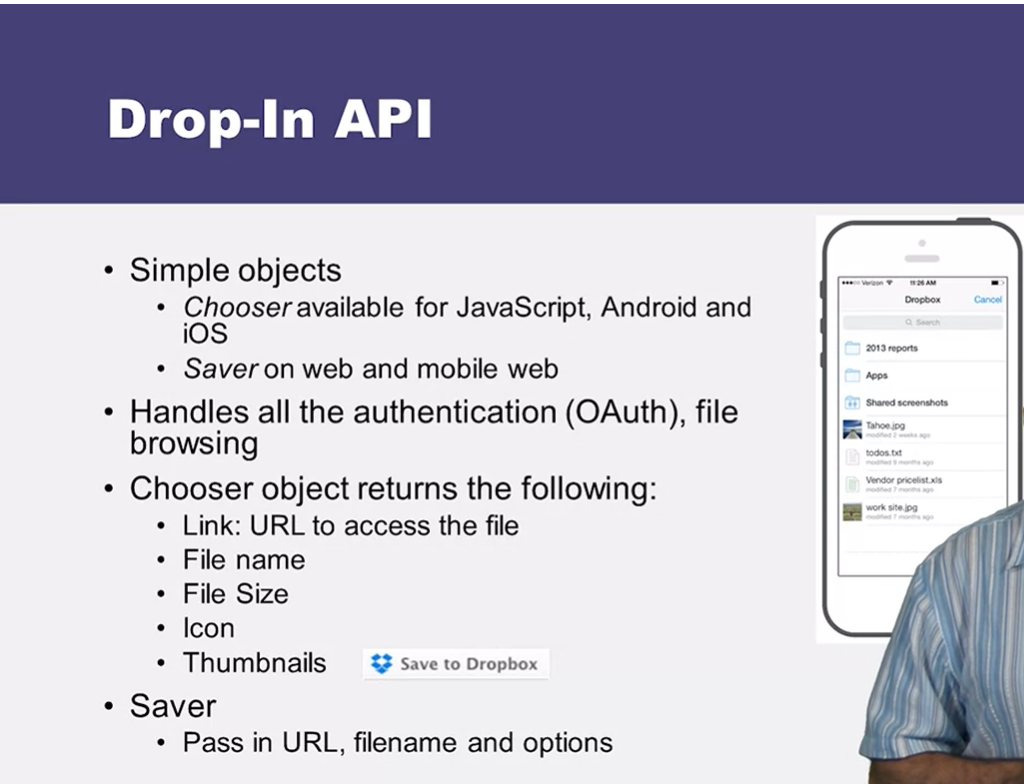 Drop-In API
• Simple objects
• Chooser available for JavaScript, Android and
iOS
• Saver on web and mobile web
• Handles all the authentication (OAuth), file
browsing
• Chooser object returns the following:
• Link: URL to access the file
• File name
• File Size
• Icon
• Thumbnails
Save to Dropbox
• Saver
• Pass in URL, filename and options
Verizon 11:26 AM
Dropbox Cancel
Search
2013 reports
Apps
Shared screenshots
Tahoe.jpg
modified 2 weeks ago
todos.txt
modified 9 months ago
Vendor pricelist.xls
modified 7 months ago
work site.jpg
modified 7 months ago